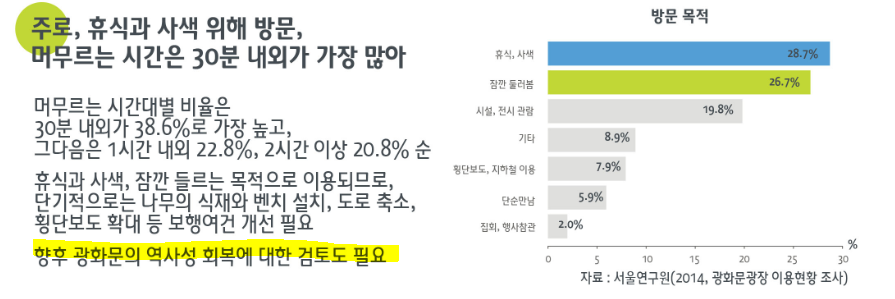 주로, 휴식과 사색 위해 방문,
머무르는 시간은 30분 내외가 가장 많아
머무르는 시간대별 비율은
30분 내외가 38.6%로 가장 높고,
그다음은 1시간 내외 22.8%, 2시간 이상 20.8% 순
휴식과 사색, 잠깐 들르는 목적으로 이용되므로,
단기적으로는 나무의 식재와 벤치 설치, 도로 축소,
횡단보도 확대 등 보행여건 개선 필요
향후 광화문의 역사성 회복에 대한 검토도 필요
방문 목적
휴식, 사색 28.7%
잠깐 둘러봄 26.7%
시설, 전시 관람 19.8%
기타 8.9%
횡단보도, 지하철 이용 7.9%
단순만남 5.9%
집회, 행사참관 2.0%
%
0 5 10 15 20 25 30
자료 : 서울연구원(2014, 광화문광장 이용현황 조사)